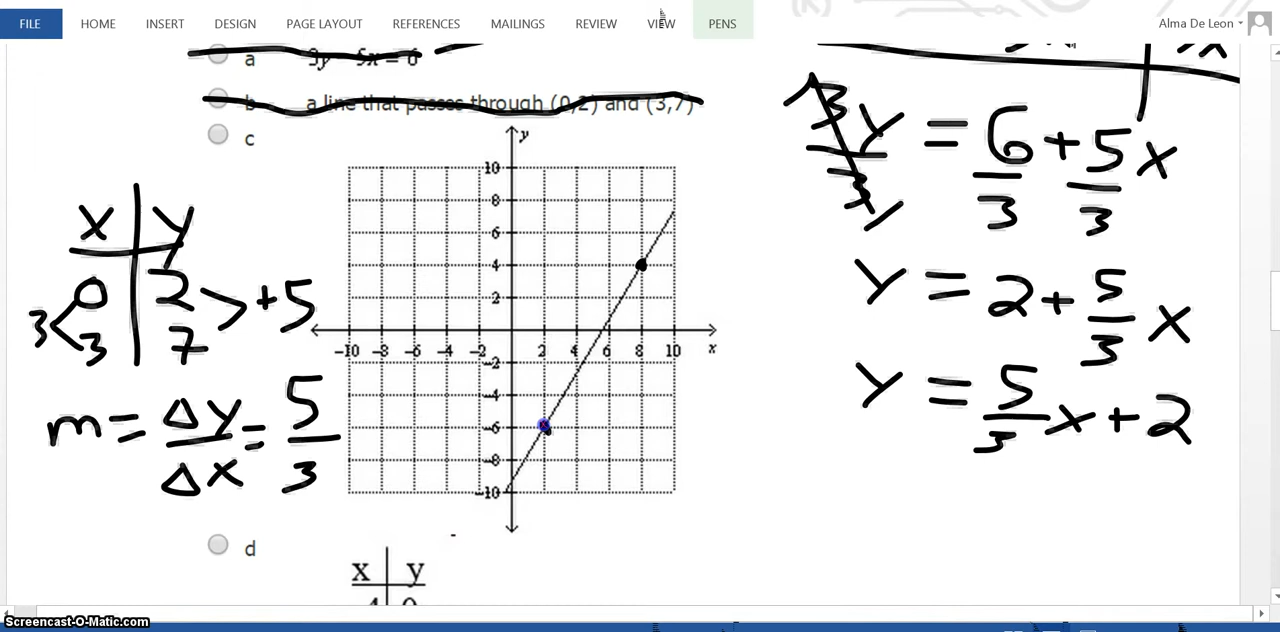 FILE HOME INSERT DESIGN PAGE LAYOUT REFERENCES MAILINGS REVIEW VIEW PENS Alma De Leon
a 3y - 5x = 6
b a line that passes through (0,2) and (3,7)
c
y
10
8
6
4
2
-10 -8 -6 -4 -2 2 4 6 8 10 x
-2
-4
-6
-8
-10
x y
0 2
3 7
3 +5
m = Δy/Δx = 5/3
3y/3 = 6/3 + 5/3 x
y = 2 + 5/3 x
y = 5/3 x + 2
d
x y
Screencast-O-Matic.com